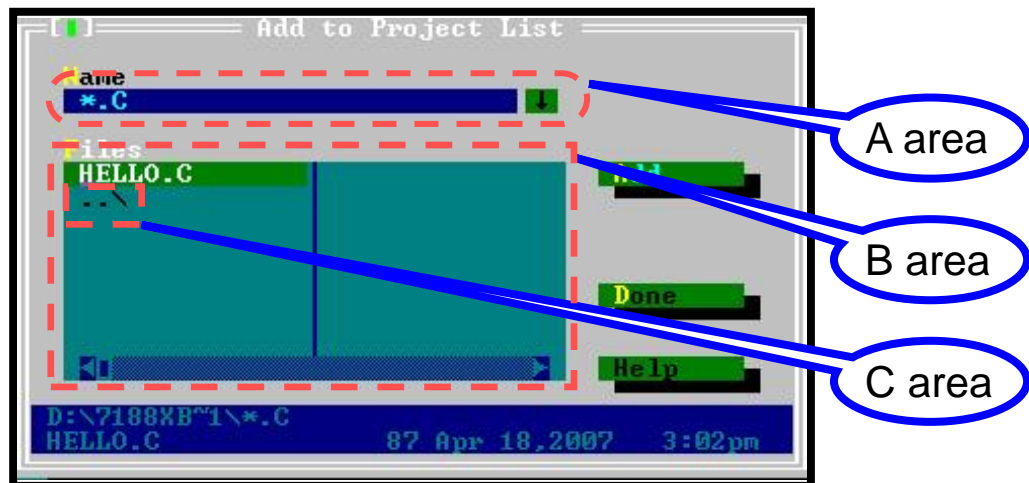 [▮] Add to Project List
Name
*.C ↓
Files
HELLO.C
..\
Add
Done
Help
D:\7188XB~1\*.C
HELLO.C 87 Apr 18,2007 3:02pm
A area
B area
C area